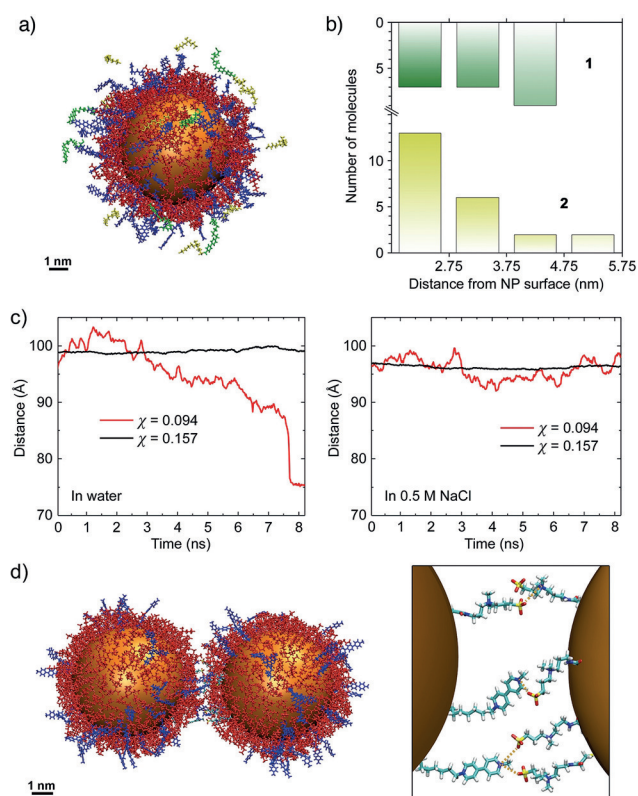 a)
1 nm
b)
Number of molecules
0
5
10
5
0
1
2
2.75 3.75 4.75 5.75
Distance from NP surface (nm)
c)
Distance (Å)
100
90
80
70
χ = 0.094
χ = 0.157
In water
0 1 2 3 4 5 6 7 8
Time (ns)
Distance (Å)
100
90
80
70
χ = 0.094
χ = 0.157
In 0.5 M NaCl
0 1 2 3 4 5 6 7 8
Time (ns)
d)
1 nm